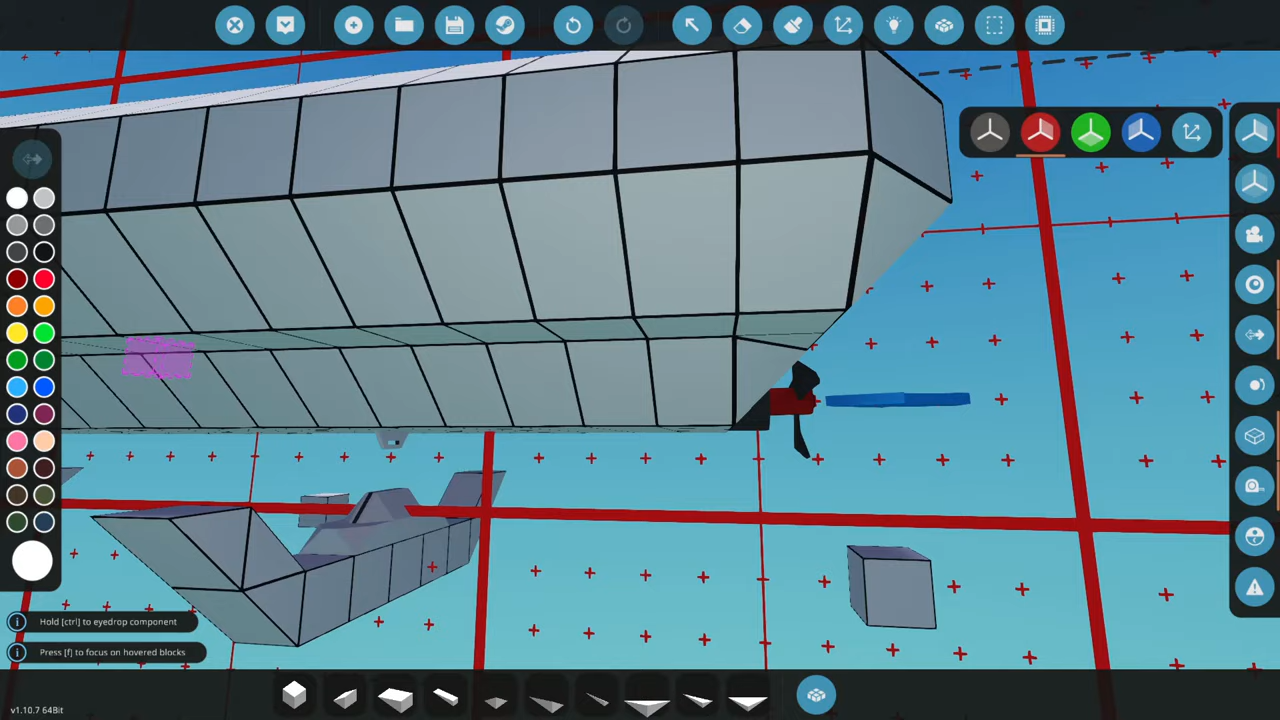 Hold [ctrl] to eyedrop component
Press [f] to focus on hovered blocks
v1.10.7 64Bit